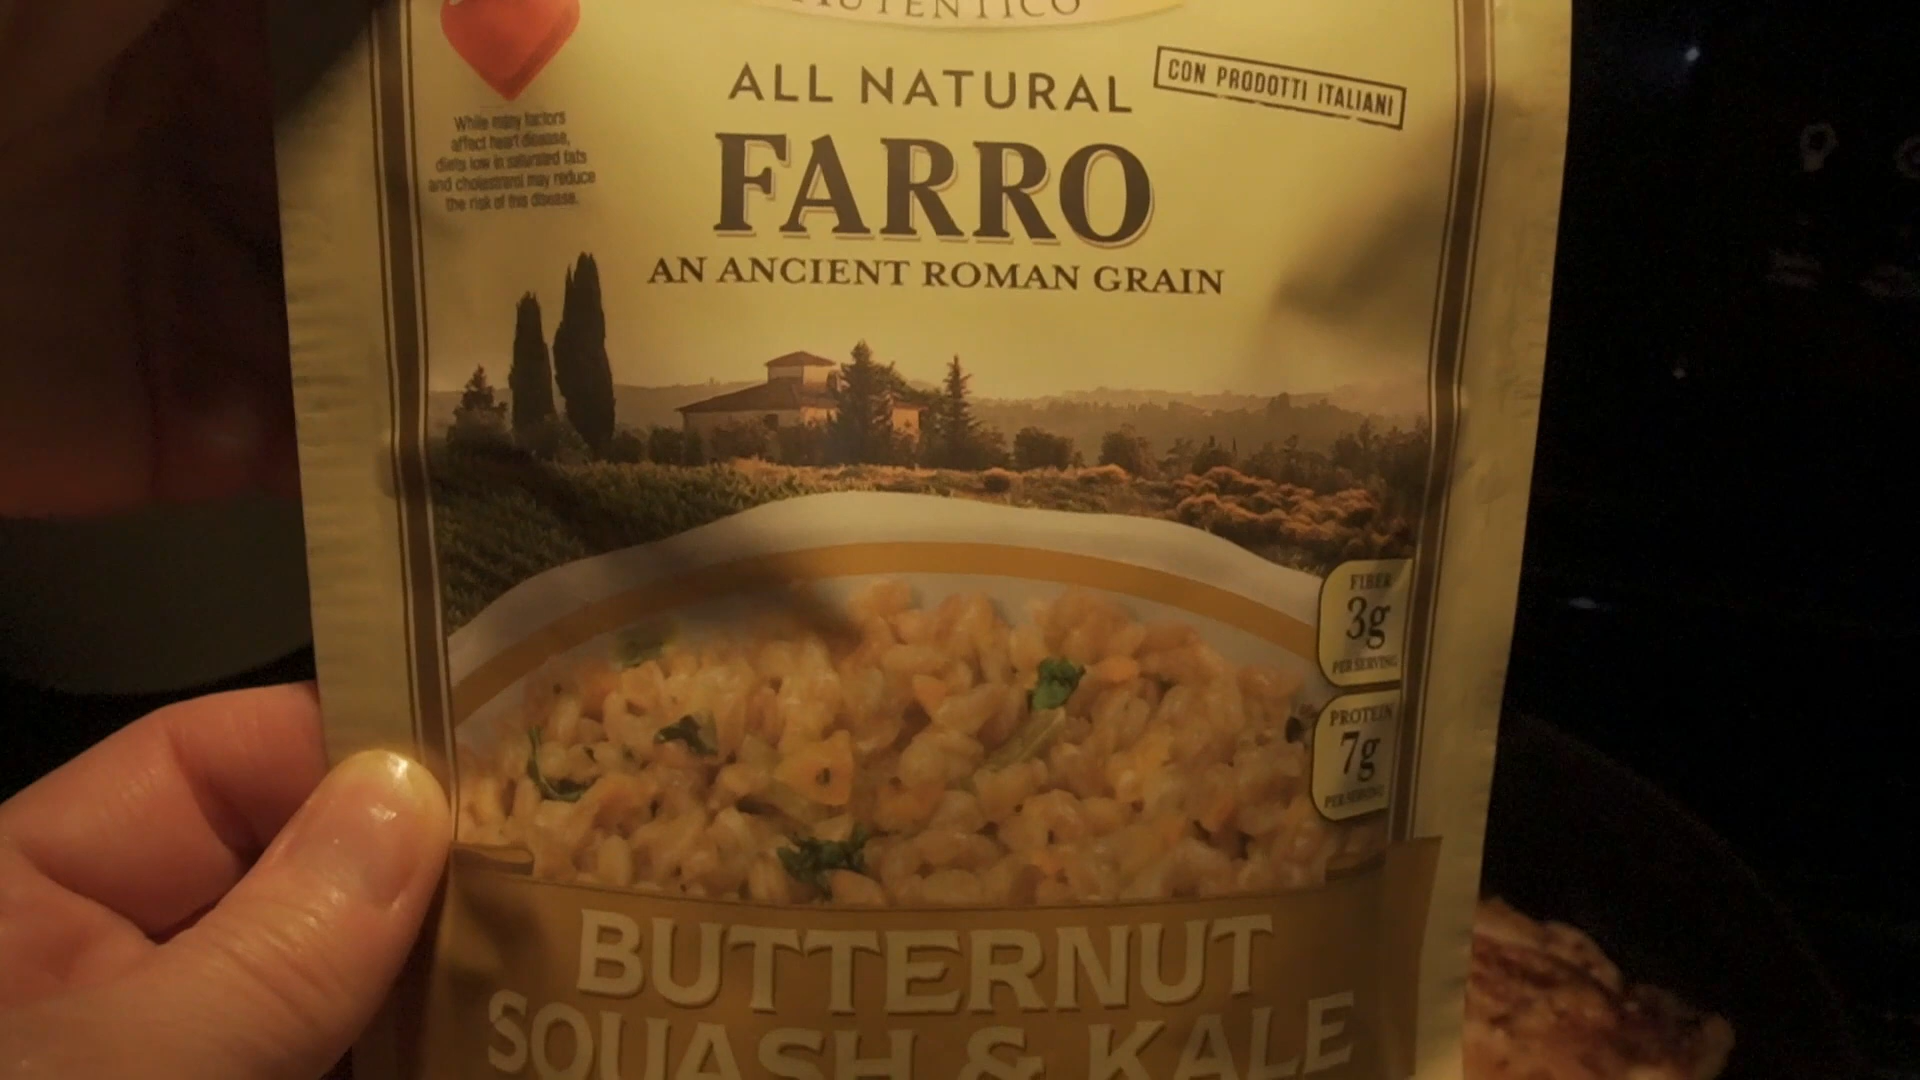 AUTENTICO
ALL NATURAL
CON PRODOTTI ITALIANI
FARRO
AN ANCIENT ROMAN GRAIN
While many factors
affect heart disease,
diets low in saturated fats
and cholesterol may reduce
the risk of this disease.
FIBER
3g
PER SERVING
PROTEIN
7g
PER SERVING
BUTTERNUT
SQUASH & KALE